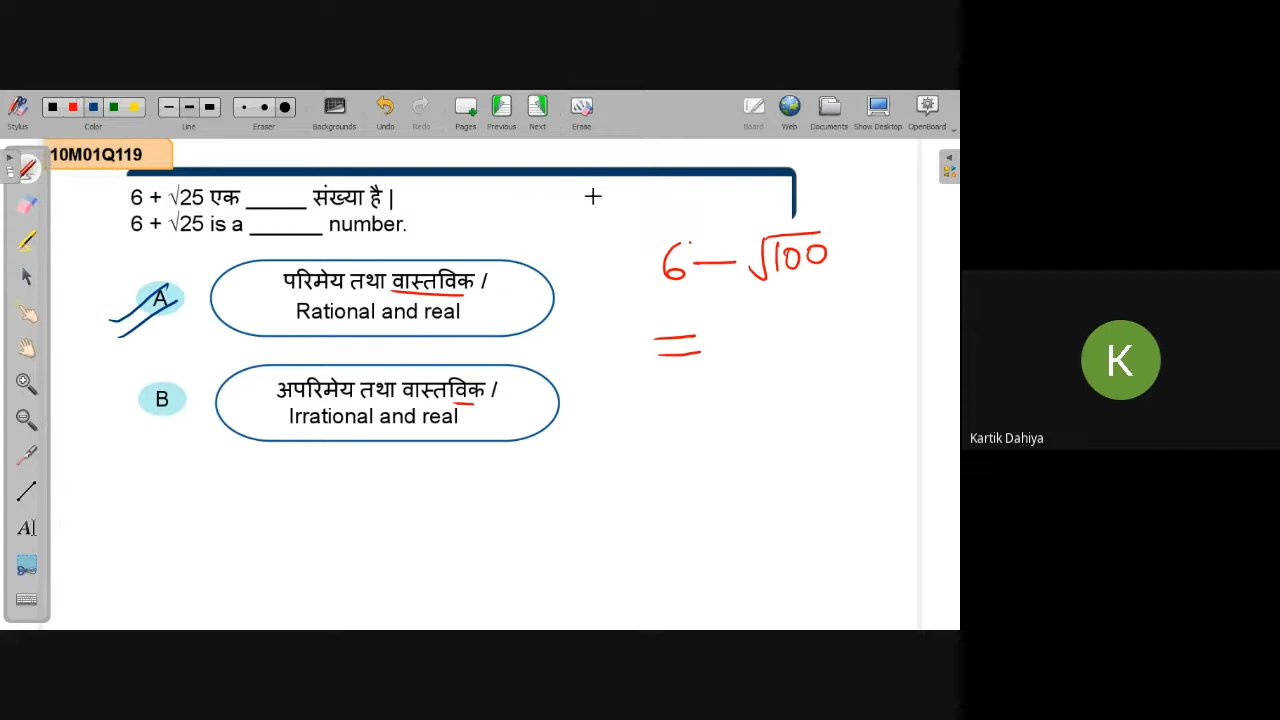 Stylus
Color
Line
Eraser
Backgrounds
Undo
Redo
Pages
Previous
Next
Erase
Board
Web
Documents
Show Desktop
OpenBoard
10M01Q119
6 + √25 एक _____ संख्या है |
6 + √25 is a ______ number.
6 — √100
=
A
परिमेय तथा वास्तविक /
Rational and real
B
अपरिमेय तथा वास्तविक /
Irrational and real
K
Kartik Dahiya